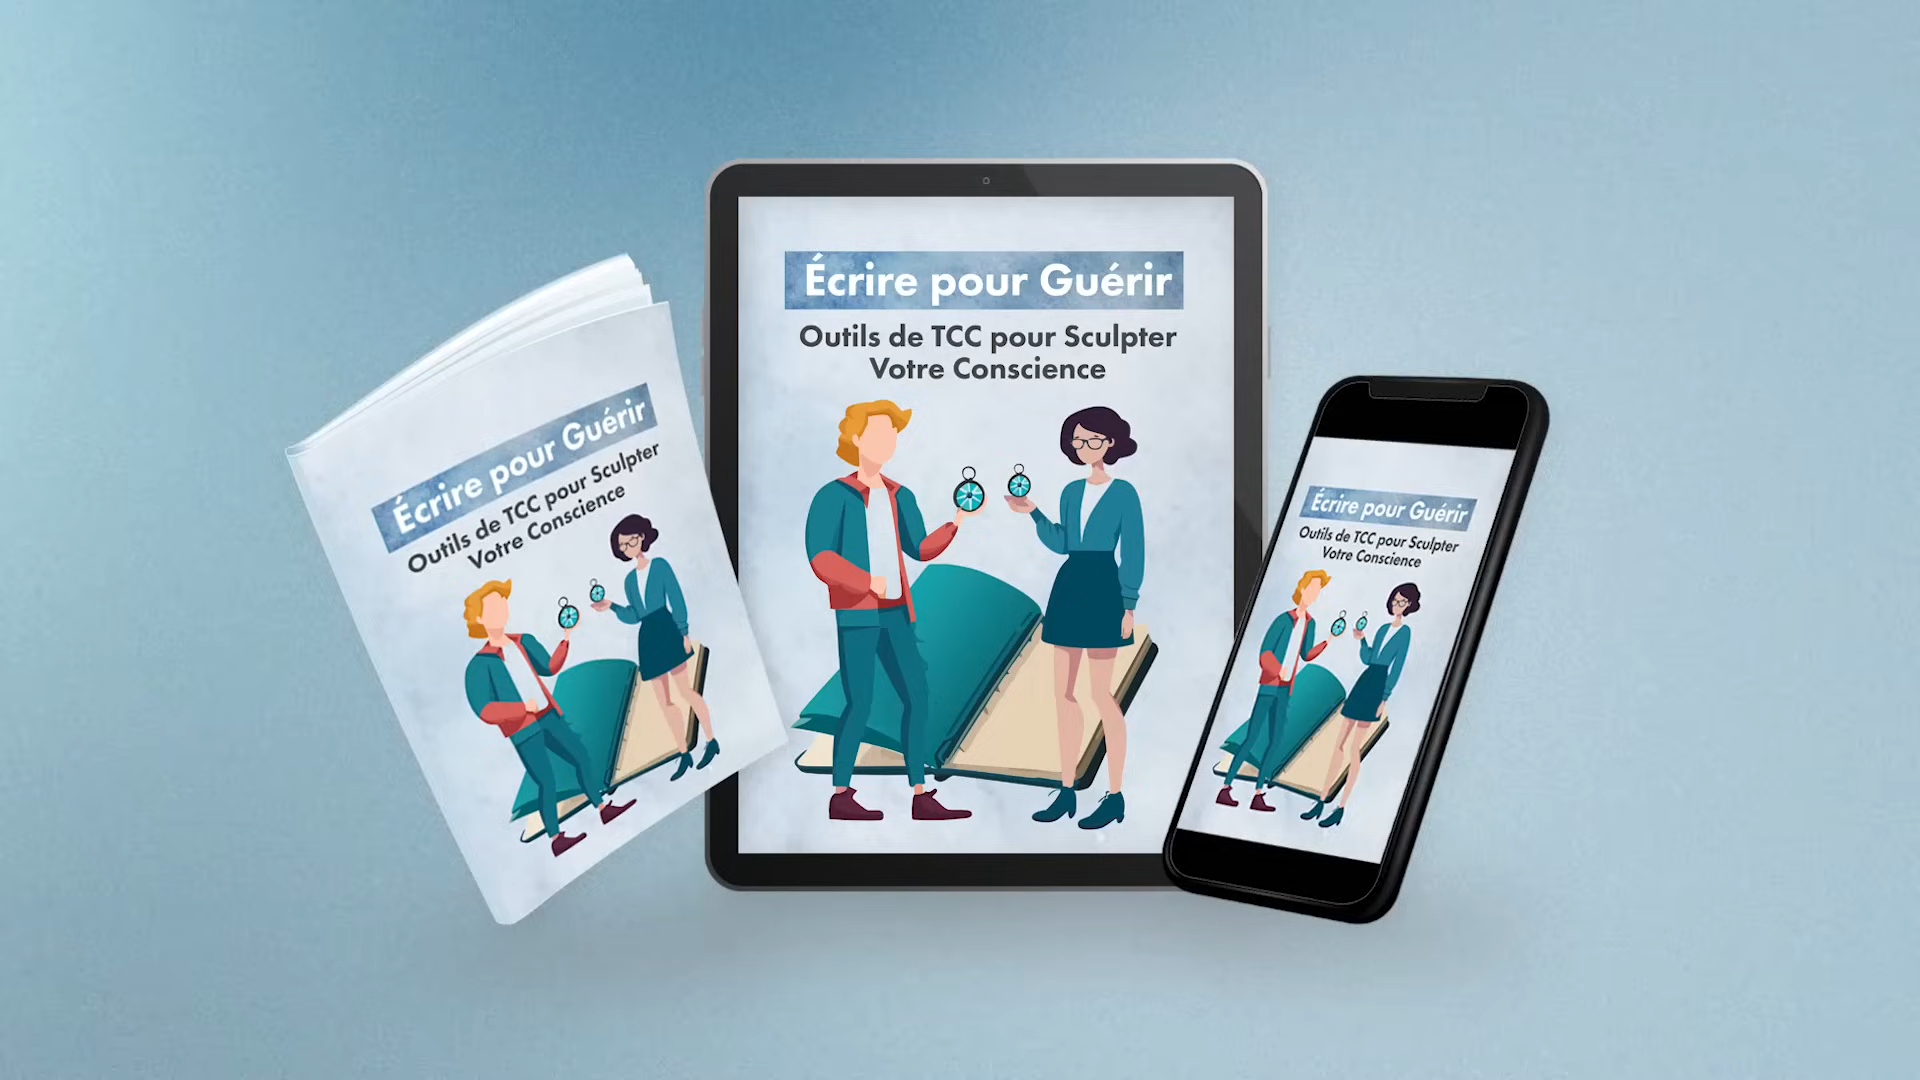 Écrire pour Guérir
Outils de TCC pour Sculpter
Votre Conscience
Écrire pour Guérir
Outils de TCC pour Sculpter
Votre Conscience
Écrire pour Guérir
Outils de TCC pour Sculpter
Votre Conscience